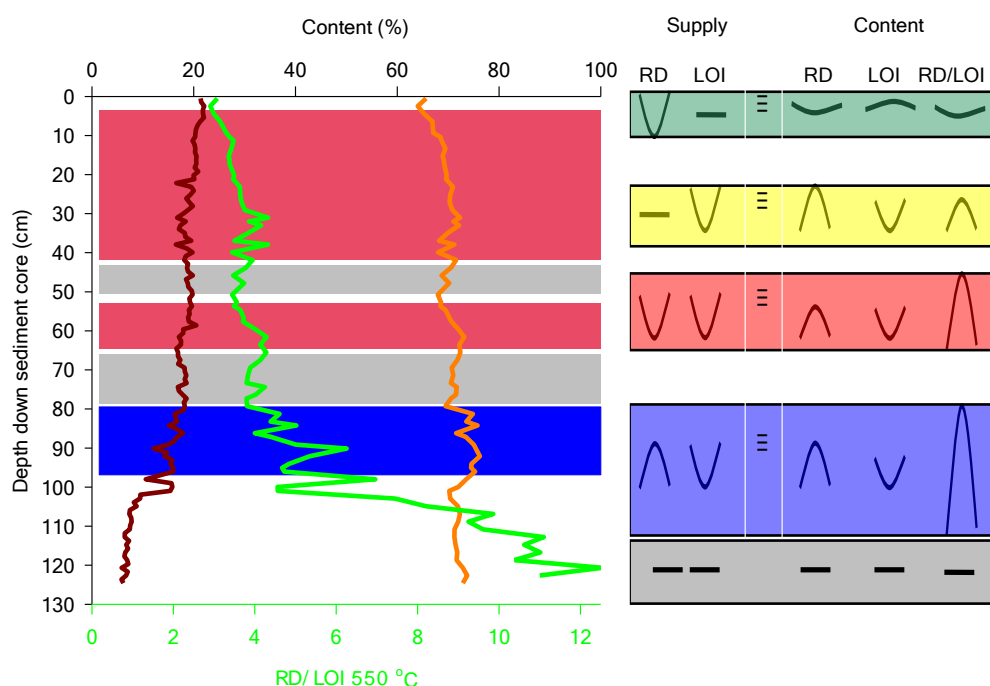 Content (%)
0 20 40 60 80 100
Supply Content
RD LOI RD LOI RD/LOI
Depth down sediment core (cm)
0
10
20
30
40
50
60
70
80
90
100
110
120
130
0 2 4 6 8 10 12
RD/ LOI 550 °C